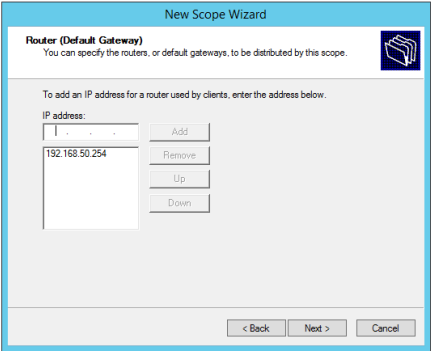 New Scope Wizard
Router (Default Gateway)
You can specify the routers, or default gateways, to be distributed by this scope.
To add an IP address for a router used by clients, enter the address below.
IP address:
. . .
Add
192.168.50.254
Remove
Up
Down
< Back
Next >
Cancel